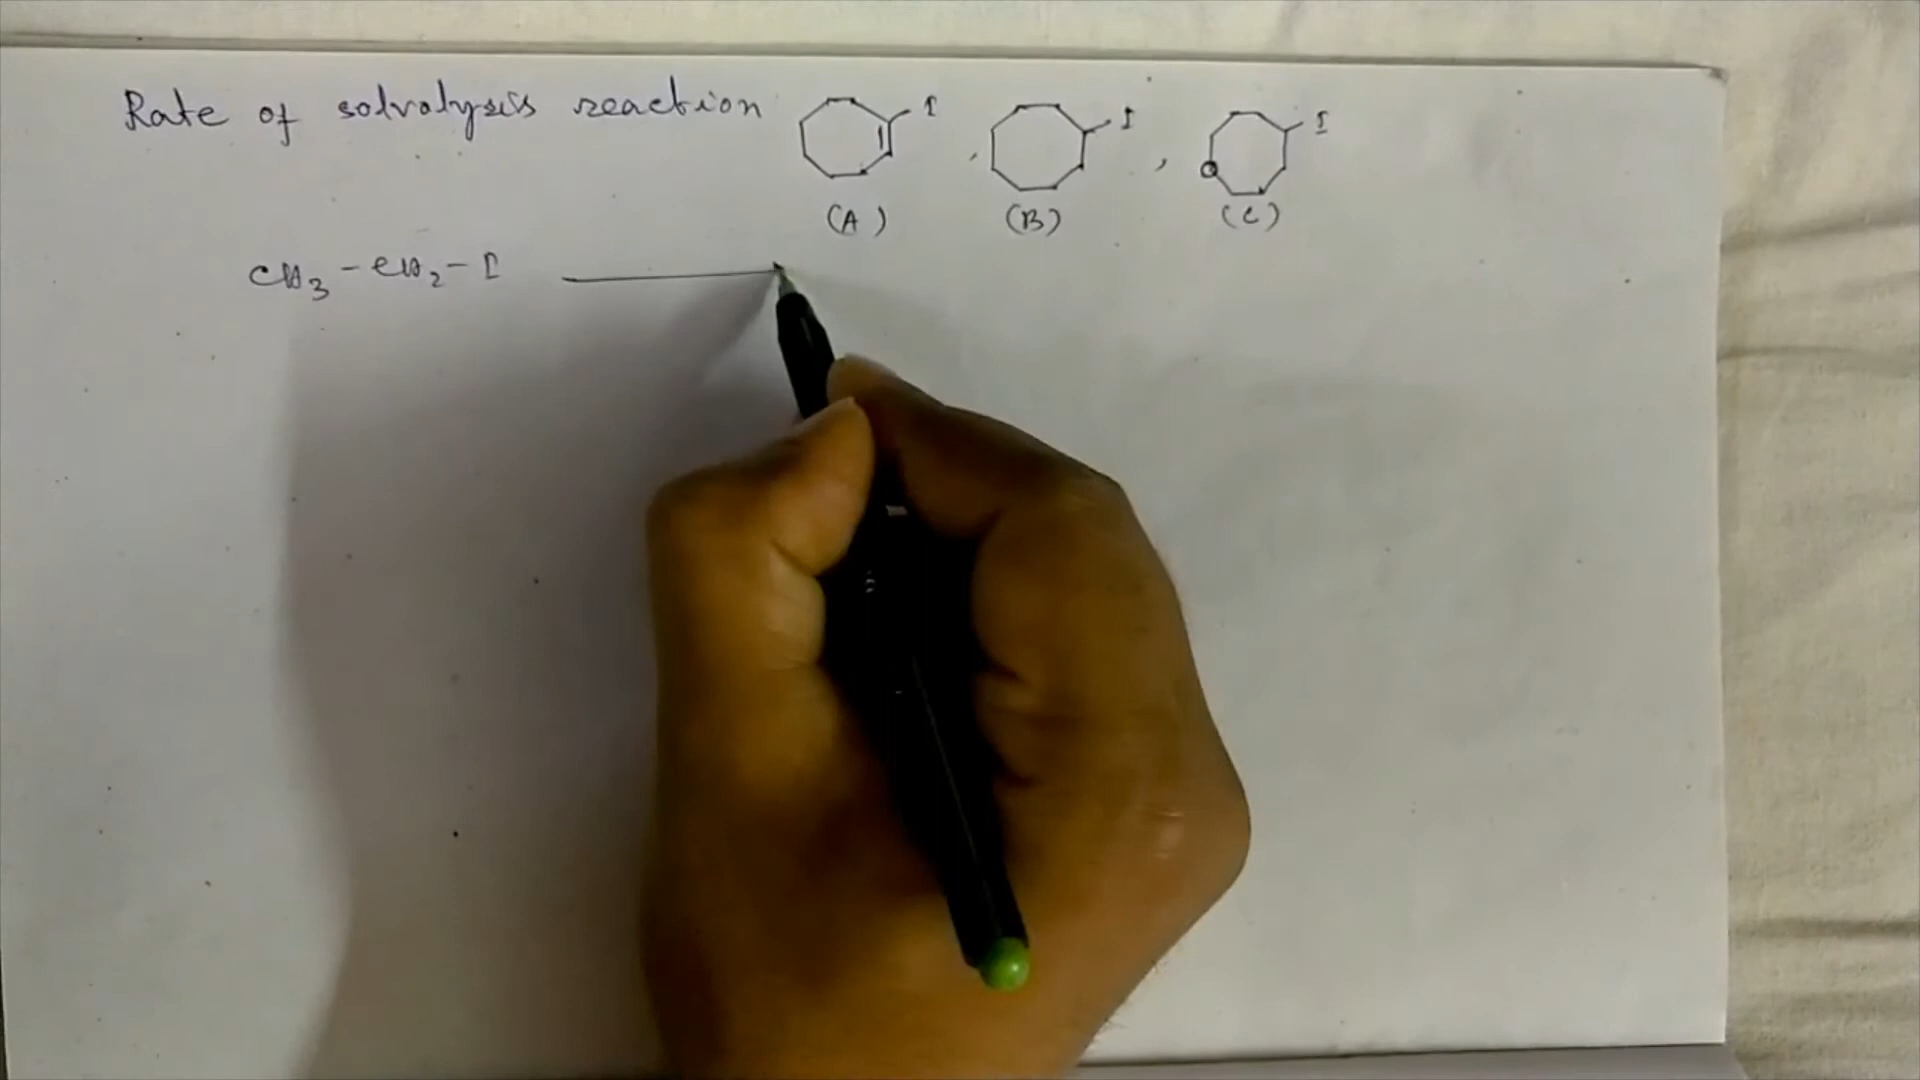 Rate of solvolysis reaction I , I , I
O
(A) (B) (C)
CH3 - CH2 - I